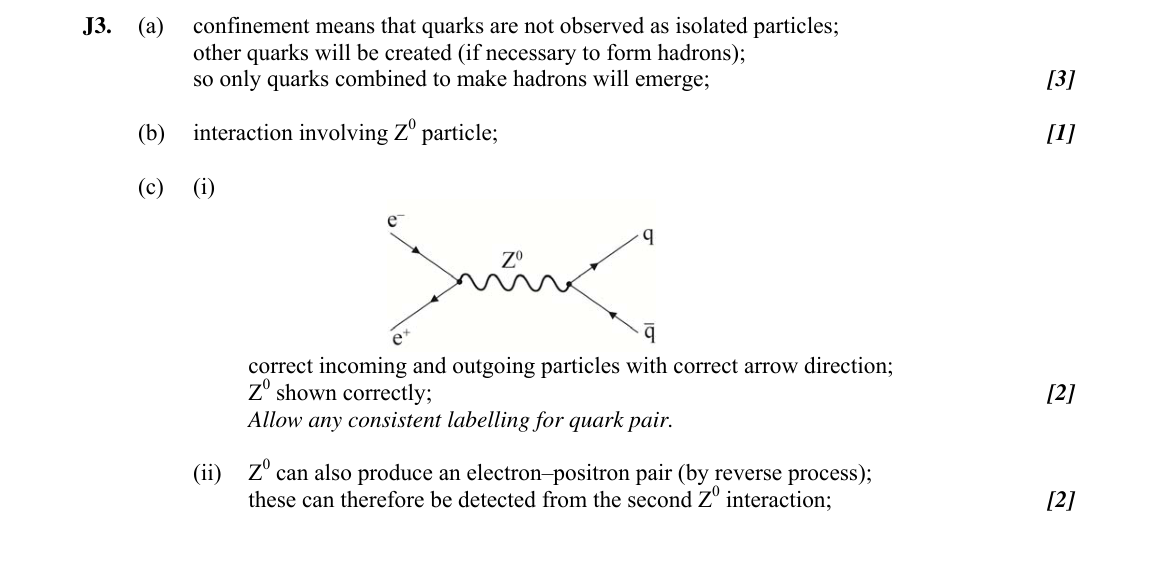 J3. (a) confinement means that quarks are not observed as isolated particles;
other quarks will be created (if necessary to form hadrons);
so only quarks combined to make hadrons will emerge; [3]
(b) interaction involving Z⁰ particle; [1]
(c) (i)
e⁻
q
Z⁰
e⁺
q̅
correct incoming and outgoing particles with correct arrow direction;
Z⁰ shown correctly; [2]
Allow any consistent labelling for quark pair.
(ii) Z⁰ can also produce an electron–positron pair (by reverse process);
these can therefore be detected from the second Z⁰ interaction; [2]